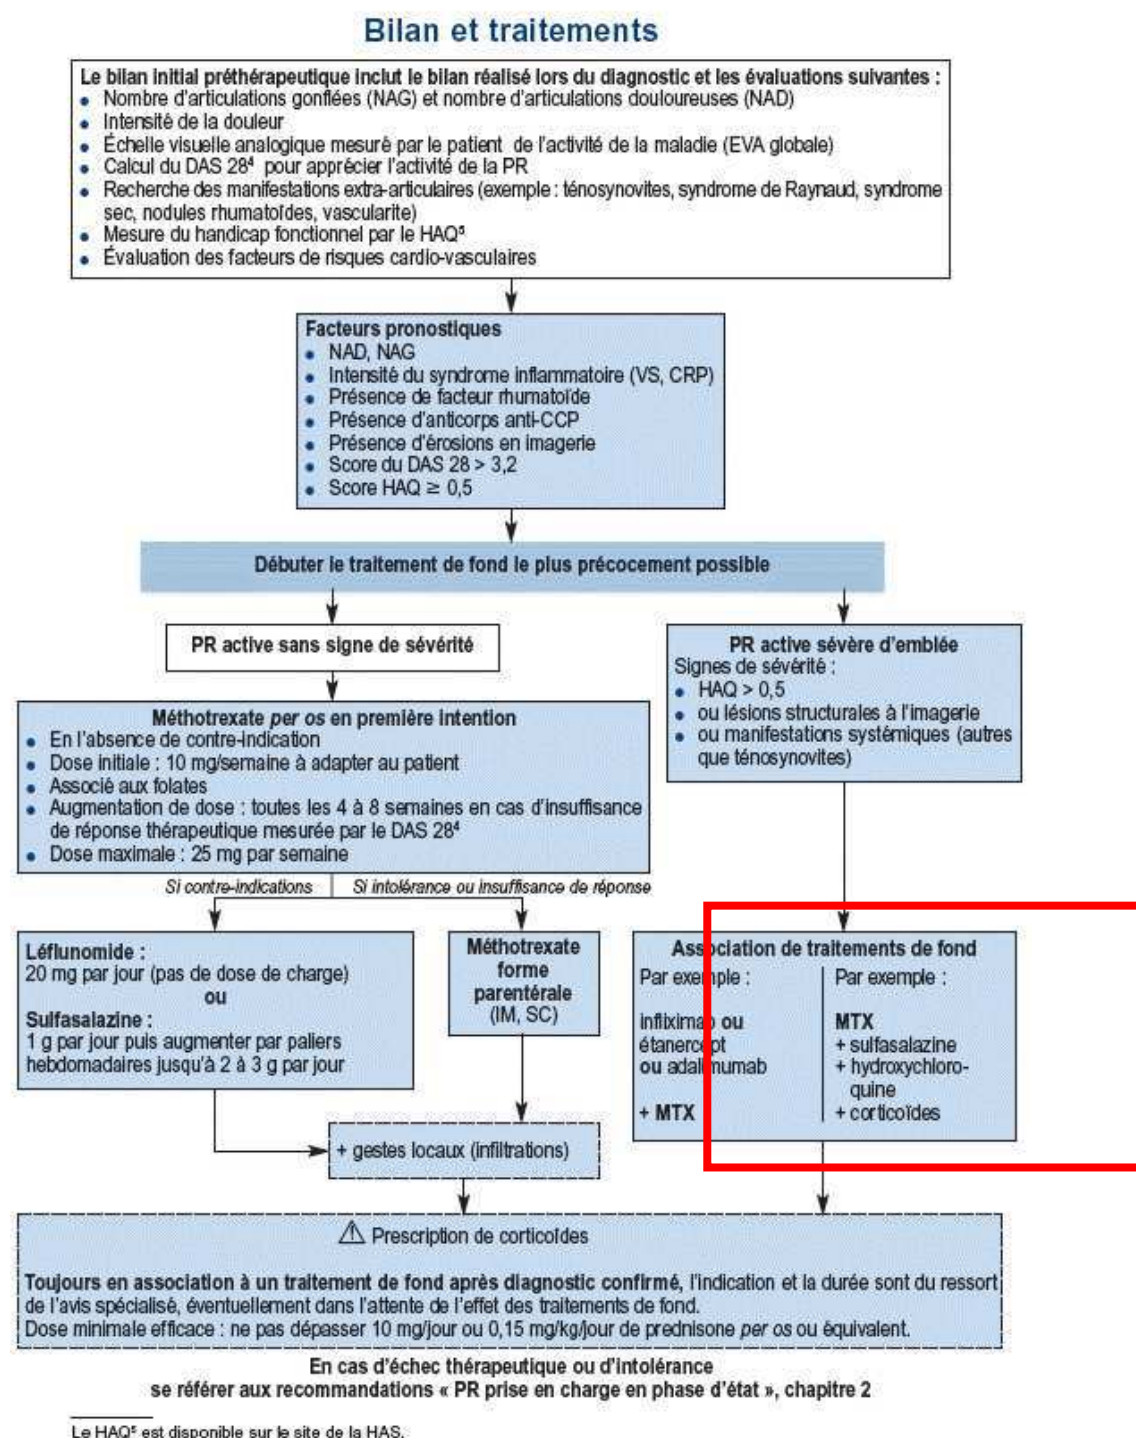 Bilan et traitements
Le bilan initial préthérapeutique inclut le bilan réalisé lors du diagnostic et les évaluations suivantes :
• Nombre d'articulations gonflées (NAG) et nombre d'articulations douloureuses (NAD)
• Intensité de la douleur
• Échelle visuelle analogique mesuré par le patient de l'activité de la maladie (EVA globale)
• Calcul du DAS 28⁴ pour apprécier l'activité de la PR
• Recherche des manifestations extra-articulaires (exemple : ténosynovites, syndrome de Raynaud, syndrome
sec, nodules rhumatoïdes, vascularite)
• Mesure du handicap fonctionnel par le HAQ⁵
• Évaluation des facteurs de risques cardio-vasculaires
Facteurs pronostiques
• NAD, NAG
• Intensité du syndrome inflammatoire (VS, CRP)
• Présence de facteur rhumatoïde
• Présence d'anticorps anti-CCP
• Présence d'érosions en imagerie
• Score du DAS 28 > 3,2
• Score HAQ ≥ 0,5
Débuter le traitement de fond le plus précocement possible
PR active sans signe de sévérité
Méthotrexate per os en première intention
• En l'absence de contre-indication
• Dose initiale : 10 mg/semaine à adapter au patient
• Associé aux folates
• Augmentation de dose : toutes les 4 à 8 semaines en cas d'insuffisance
de réponse thérapeutique mesurée par le DAS 28⁴
• Dose maximale : 25 mg par semaine
PR active sévère d'emblée
Signes de sévérité :
• HAQ > 0,5
• ou lésions structurales à l'imagerie
• ou manifestations systémiques (autres
que ténosynovites)
Si contre-indications
Si intolérance ou insuffisance de réponse
Léflunomide :
20 mg par jour (pas de dose de charge)
ou
Sulfasalazine :
1 g par jour puis augmenter par paliers
hebdomadaires jusqu'à 2 à 3 g par jour
Méthotrexate
forme
parentérale
(IM, SC)
Association de traitements de fond
Par exemple :
infliximab ou
étanercept
ou adalimumab
+ MTX
Par exemple :
MTX
+ sulfasalazine
+ hydroxychloro-
quine
+ corticoïdes
+ gestes locaux (infiltrations)
⚠ Prescription de corticoïdes
Toujours en association à un traitement de fond après diagnostic confirmé, l'indication et la durée sont du ressort
de l'avis spécialisé, éventuellement dans l'attente de l'effet des traitements de fond.
Dose minimale efficace : ne pas dépasser 10 mg/jour ou 0,15 mg/kg/jour de prednisone per os ou équivalent.
En cas d'échec thérapeutique ou d'intolérance
se référer aux recommandations « PR prise en charge en phase d'état », chapitre 2
Le HAQ⁵ est disponible sur le site de la HAS.